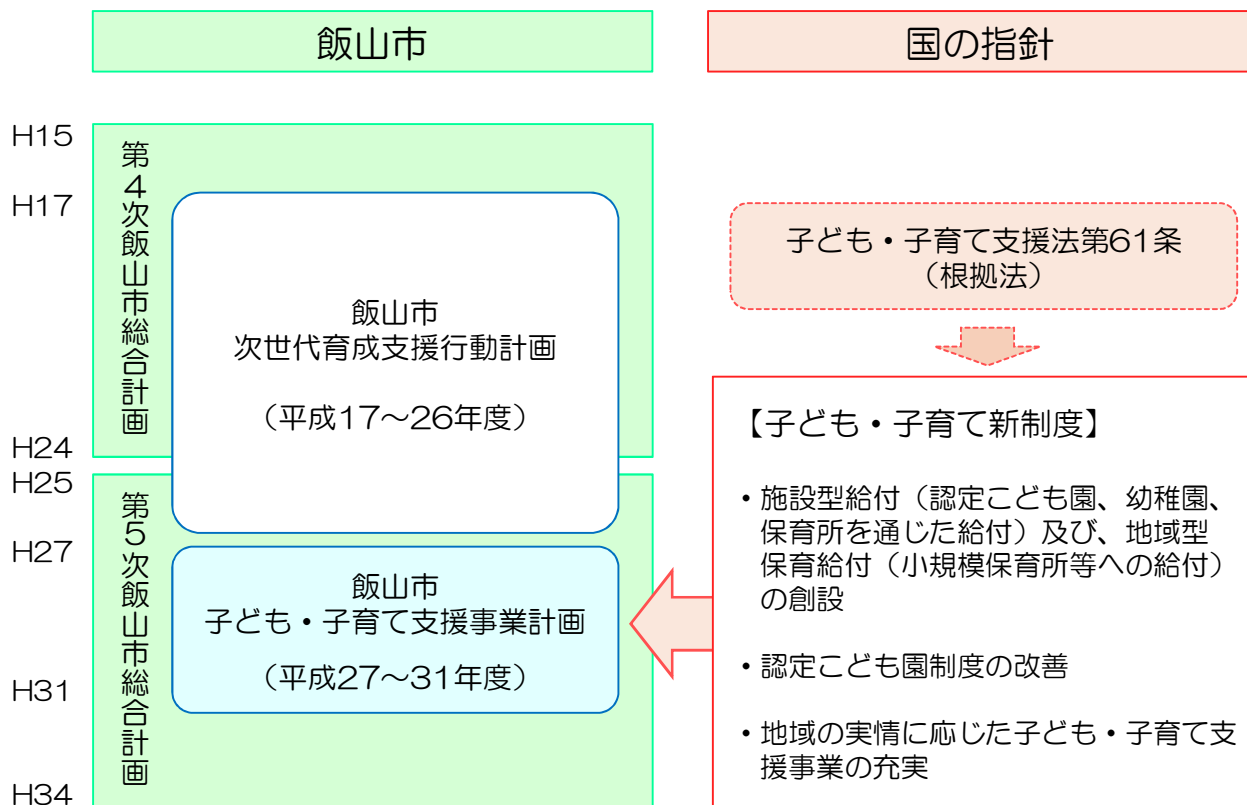 飯山市
国の指針
H15
H17
H24
H25
H27
H31
H34
第4次飯山市総合計画
飯山市
次世代育成支援行動計画
（平成17～26年度）
第5次飯山市総合計画
飯山市
子ども・子育て支援事業計画
（平成27～31年度）
子ども・子育て支援法第61条
（根拠法）
【子ども・子育て新制度】
・施設型給付（認定こども園、幼稚園、
保育所を通じた給付）及び、地域型
保育給付（小規模保育所等への給付）
の創設
・認定こども園制度の改善
・地域の実情に応じた子ども・子育て支
援事業の充実